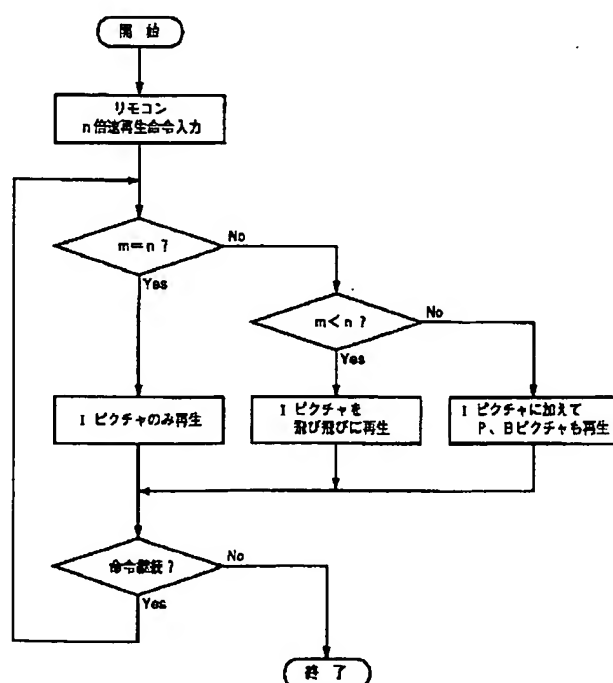 開 始
リモコン
n倍速再生命令入力
m=n ?
No
Yes
m<n ?
No
Yes
I ピクチャのみ再生
I ピクチャを
飛び飛びに再生
I ピクチャに加えて
P、Bピクチャも再生
命令継続 ?
No
Yes
終 了